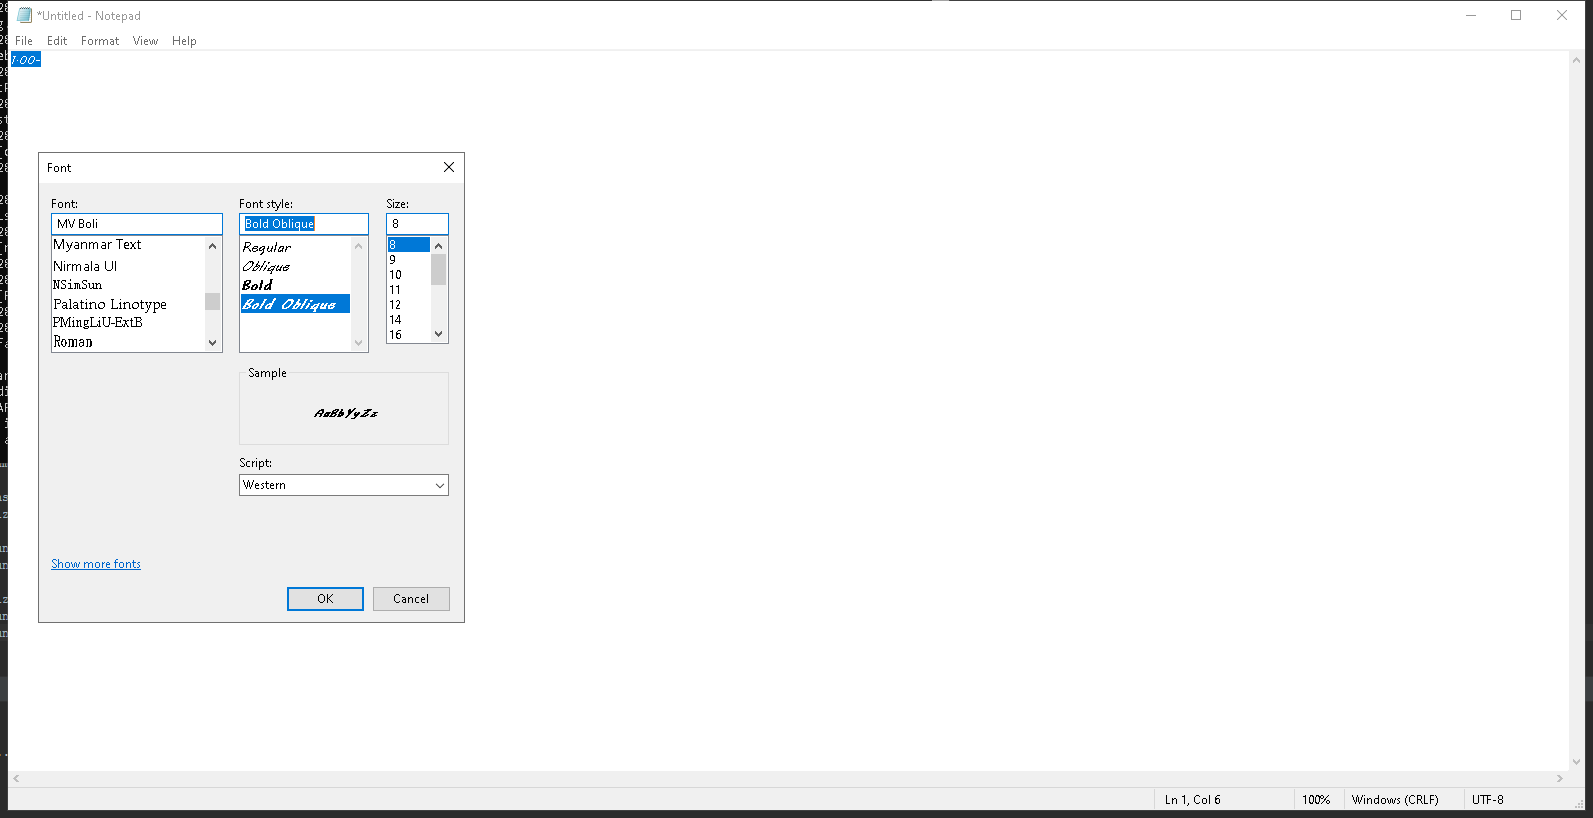 *Untitled - Notepad
File Edit Format View Help
1-00-
Font
Font: Font style: Size:
MV Boli Bold Oblique 8
Myanmar Text
Nirmala UI
NSimSun
Palatino Linotype
PMingLiU-ExtB
Roman
Regular
Oblique
Bold
Bold Oblique
8
9
10
11
12
14
16
Sample
AaBbYyZz
Script:
Western
Show more fonts
OK Cancel
Ln 1, Col 6 100% Windows (CRLF) UTF-8